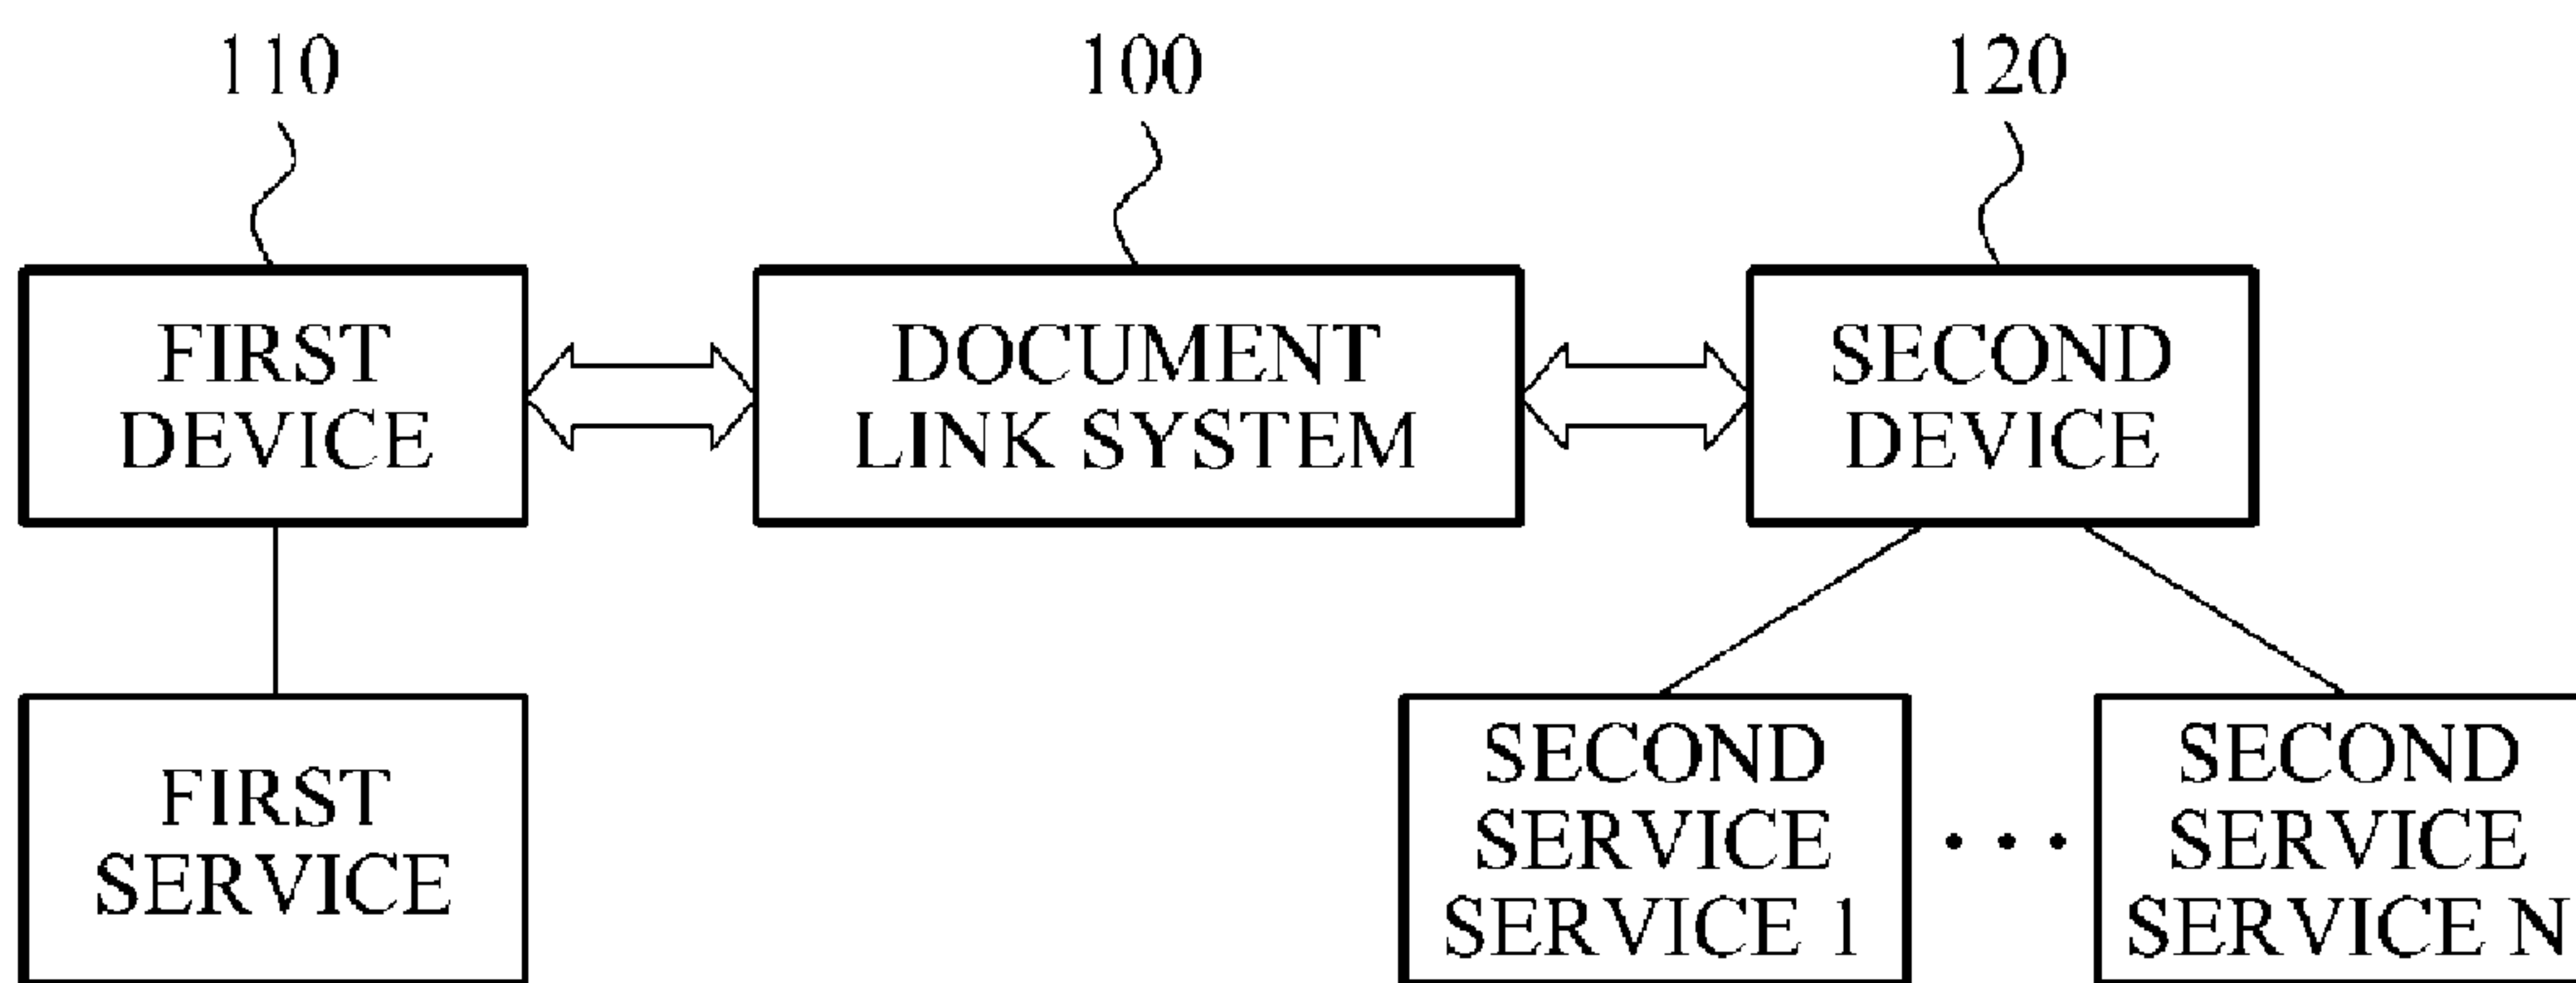 110
100
120
FIRST
DEVICE
DOCUMENT
LINK SYSTEM
SECOND
DEVICE
FIRST
SERVICE
SECOND
SERVICE
SERVICE 1
• • •
SECOND
SERVICE
SERVICE N